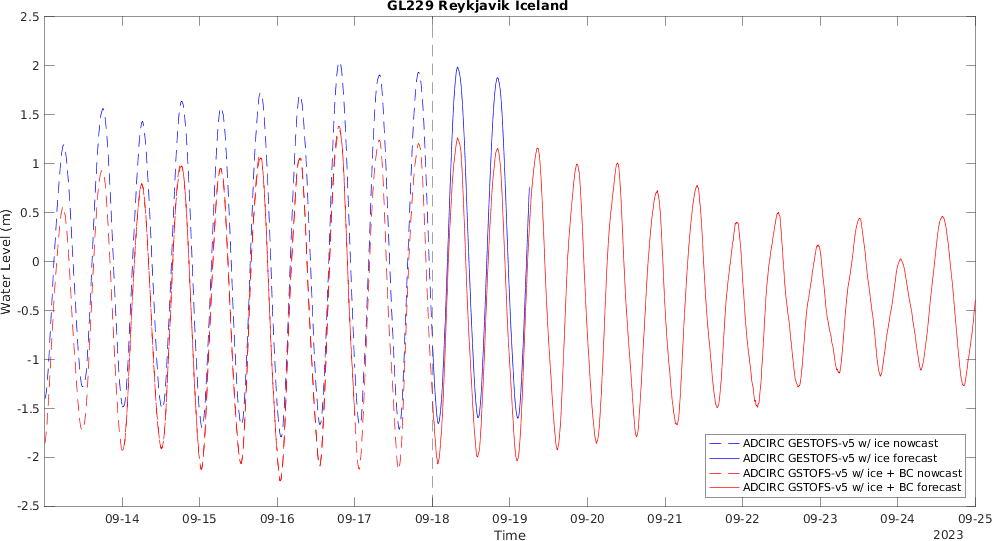 GL229 Reykjavik Iceland
2.5
2
1.5
1
0.5
0
-0.5
-1
-1.5
-2
-2.5
Water Level (m)
ADCIRC GESTOFS-v5 w/ ice nowcast
ADCIRC GESTOFS-v5 w/ ice forecast
ADCIRC GSTOFS-v5 w/ ice + BC nowcast
ADCIRC GSTOFS-v5 w/ ice + BC forecast
09-14 09-15 09-16 09-17 09-18 09-19 09-20 09-21 09-22 09-23 09-24 09-25
Time
2023